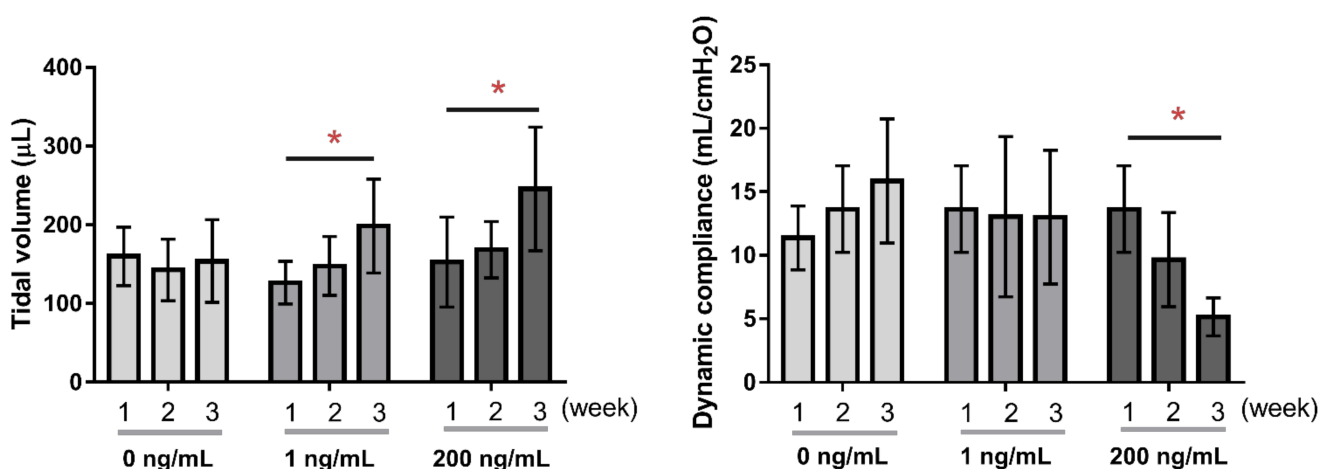 Tidal volume (μL)
400
300
200
100
0
*
*
1 2 3 1 2 3 1 2 3 (week)
0 ng/mL 1 ng/mL 200 ng/mL
Dynamic compliance (mL/cmH₂O)
25
20
15
10
5
0
*
1 2 3 1 2 3 1 2 3 (week)
0 ng/mL 1 ng/mL 200 ng/mL